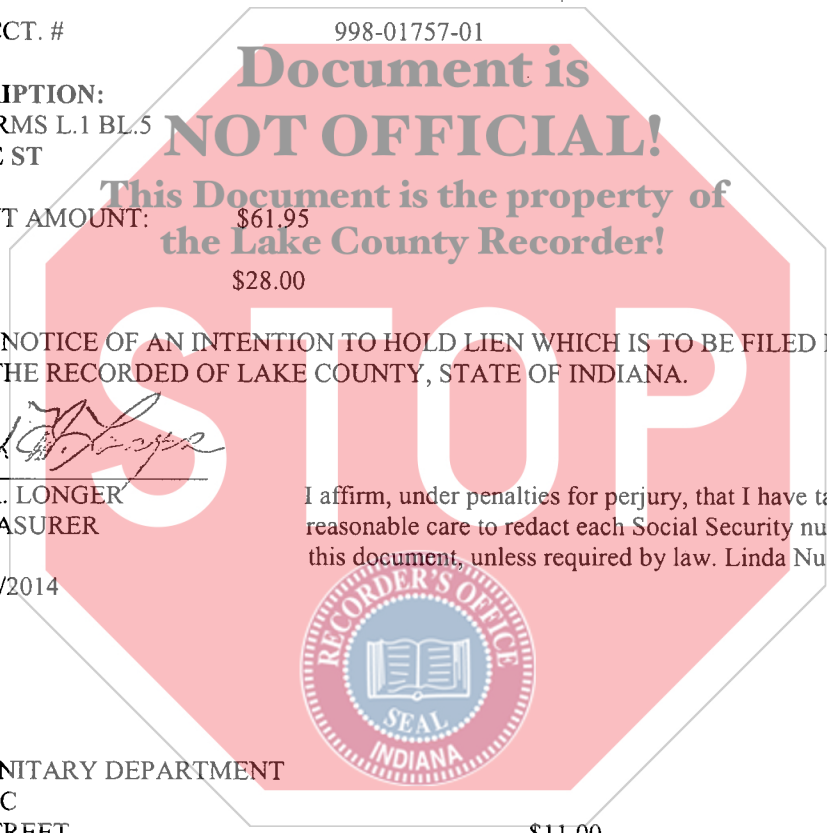 CCT. # 998-01757-01
Document is
IPTION:
RMS L.1 BL.5
NOT OFFICIAL!
E ST
This Document is the property of
T AMOUNT: $61.95
the Lake County Recorder!
$28.00
NOTICE OF AN INTENTION TO HOLD LIEN WHICH IS TO BE FILED
THE RECORDED OF LAKE COUNTY, STATE OF INDIANA.
STOP
. LONGER
ASURER
/2014
I affirm, under penalties for perjury, that I have ta
reasonable care to redact each Social Security nu
this document, unless required by law. Linda Nu
RECORDER'S OFFICE
SEAL
INDIANA
NITARY DEPARTMENT
C
TREET $11.00